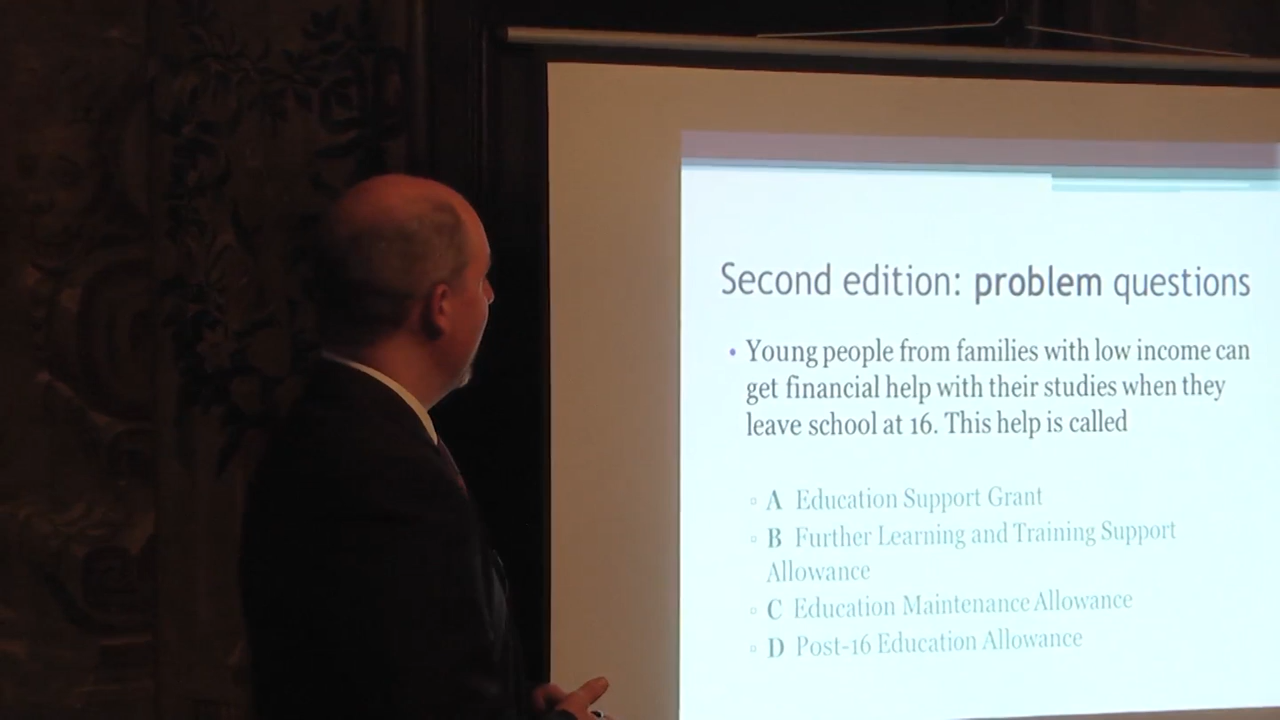 Second edition: problem questions
• Young people from families with low income can
get financial help with their studies when they
leave school at 16. This help is called
▫ A Education Support Grant
▫ B Further Learning and Training Support
Allowance
▫ C Education Maintenance Allowance
▫ D Post-16 Education Allowance